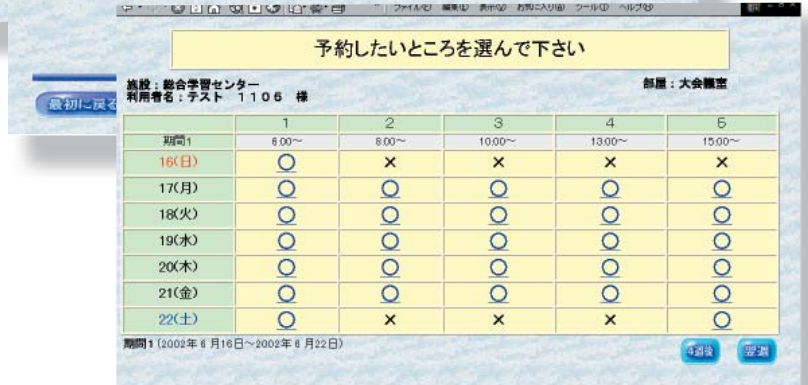 ファイル(F) 編集(E) 表示(V) お気に入り(A) ツール(T) ヘルプ(H)
予約したいところを選んで下さい
施設：総合学習センター 部屋：大会議室
利用者名：テスト 1106 様
最初に戻る
1 2 3 4 5
期間1 6:00～ 8:00～ 10:00～ 13:00～ 15:00～
16(日) ○ × × × ×
17(月) ○ ○ ○ ○ ○
18(火) ○ ○ ○ ○ ○
19(水) ○ ○ ○ ○ ○
20(木) ○ ○ ○ ○ ○
21(金) ○ ○ ○ ○ ○
22(土) ○ × × × ○
期間1 (2002年6月16日～2002年6月22日)
4週後 翌週